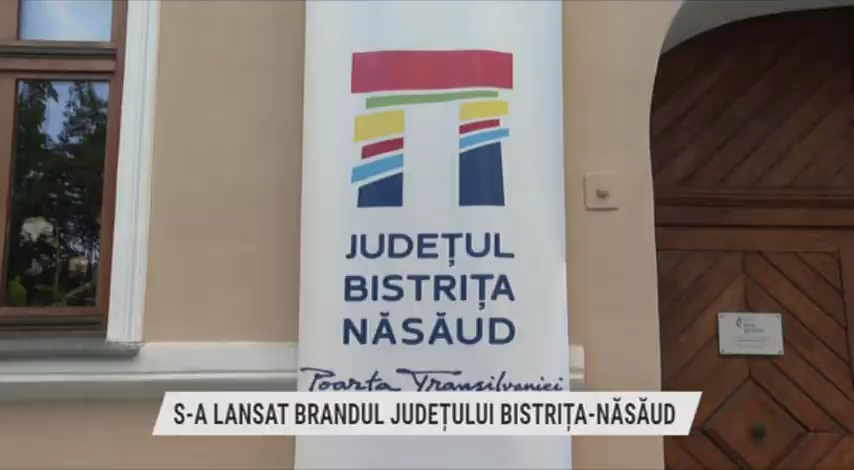 JUDEȚUL
BISTRIȚA
NĂSĂUD
Poarta Transilvaniei
S-A LANSAT BRANDUL JUDEȚULUI BISTRIȚA-NĂSĂUD